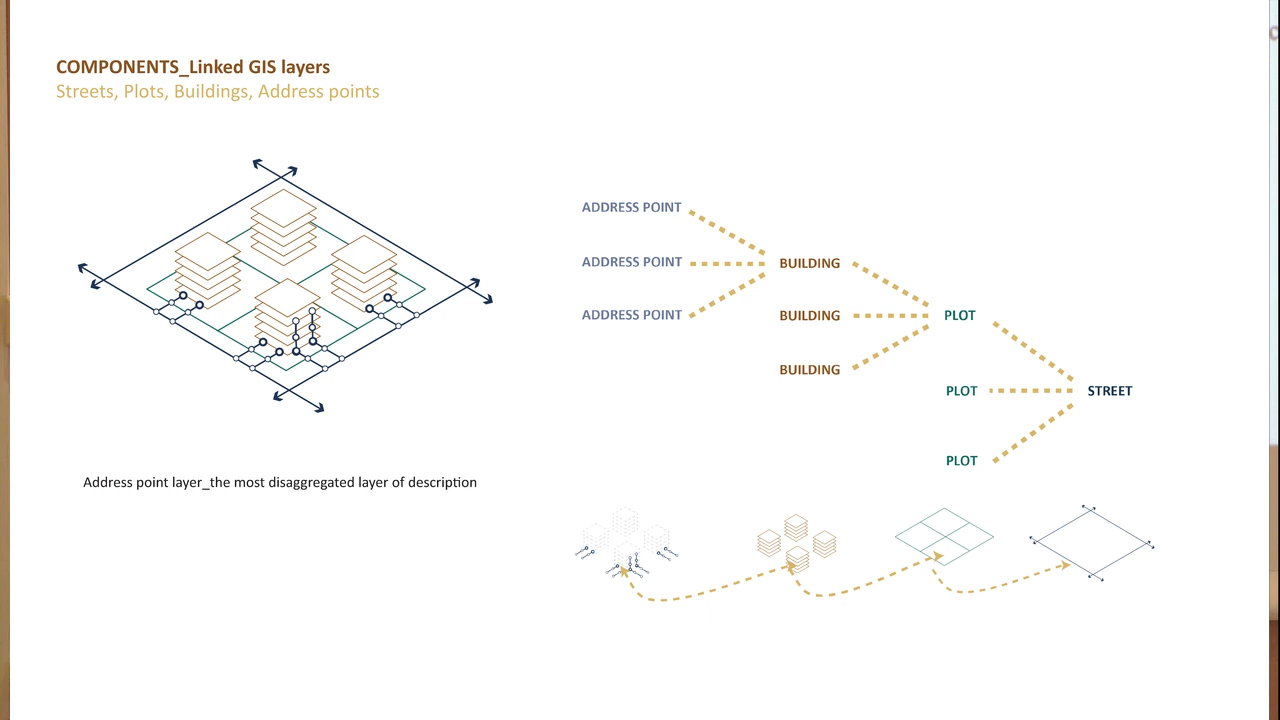 COMPONENTS_Linked GIS layers
Streets, Plots, Buildings, Address points
ADDRESS POINT
ADDRESS POINT
BUILDING
ADDRESS POINT
BUILDING
PLOT
BUILDING
PLOT
STREET
PLOT
Address point layer_the most disaggregated layer of description